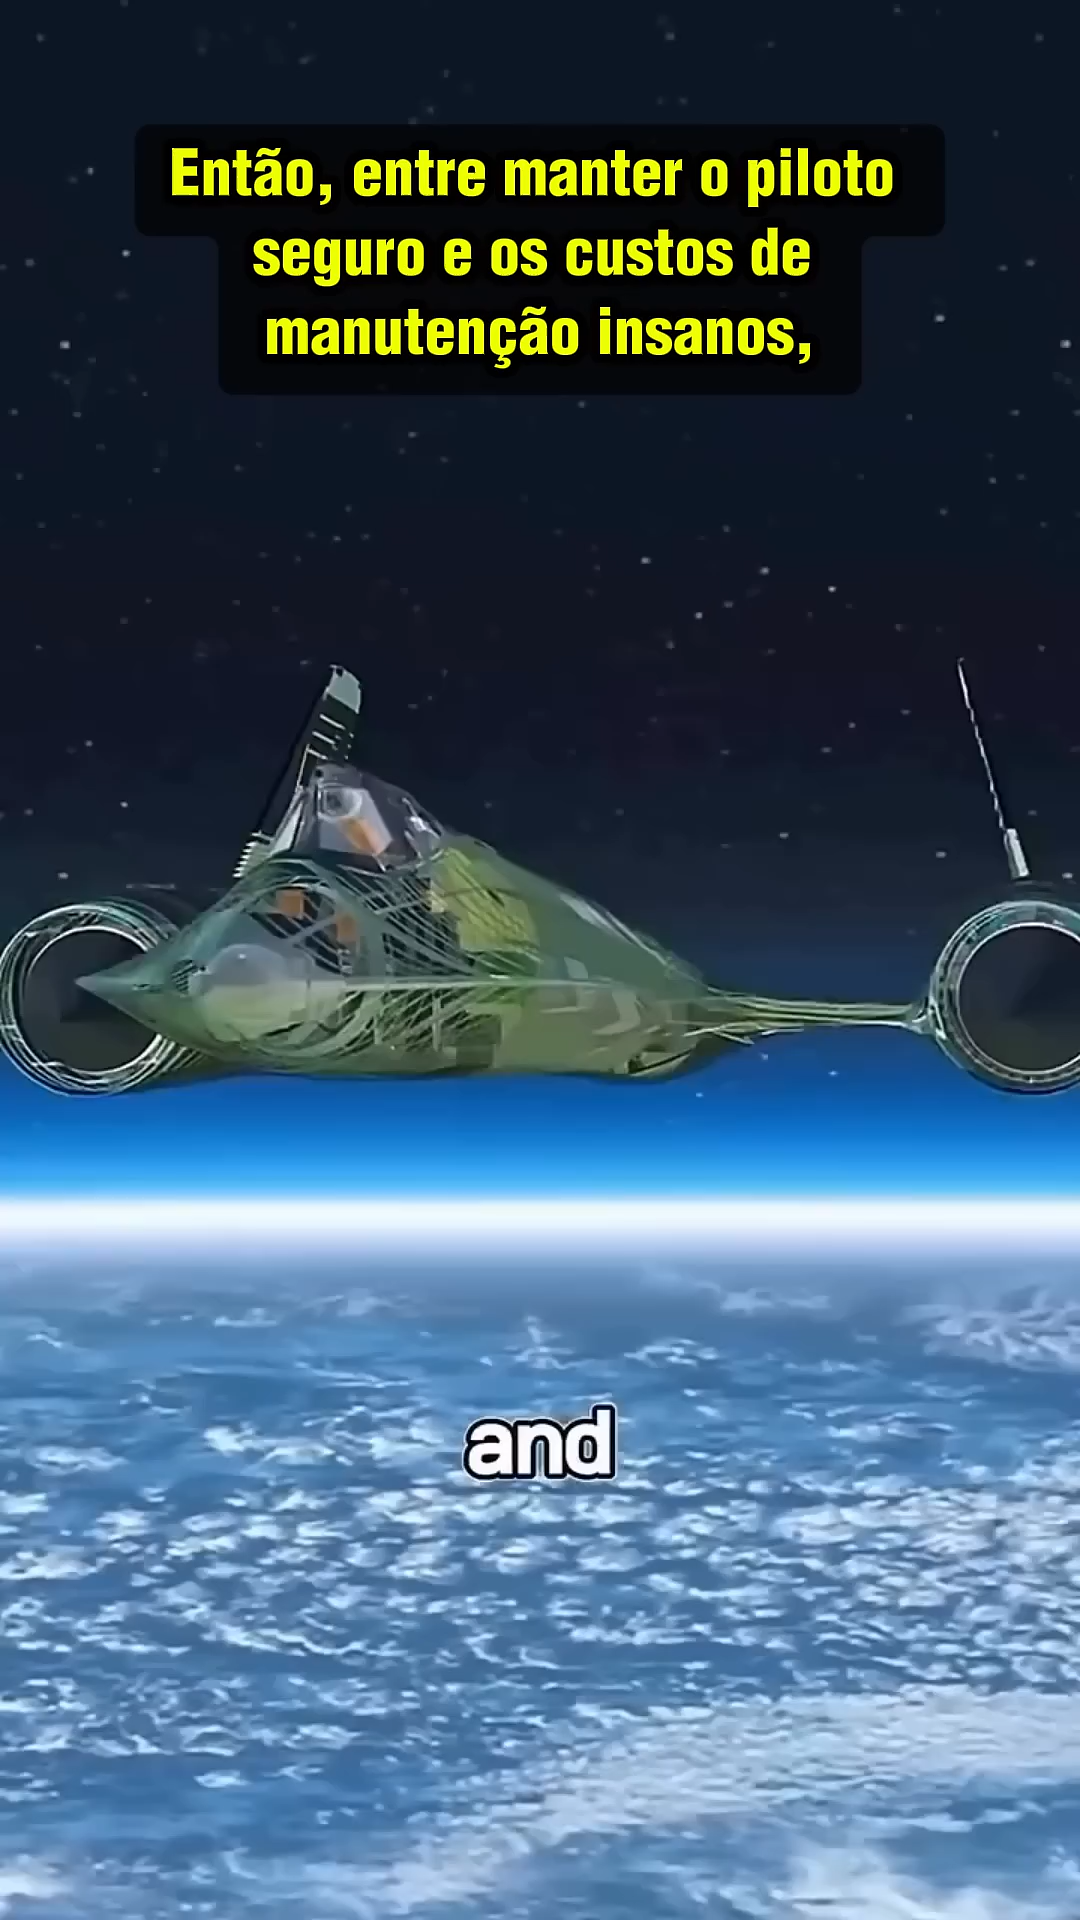 Então, entre manter o piloto
seguro e os custos de
manutenção insanos,
and